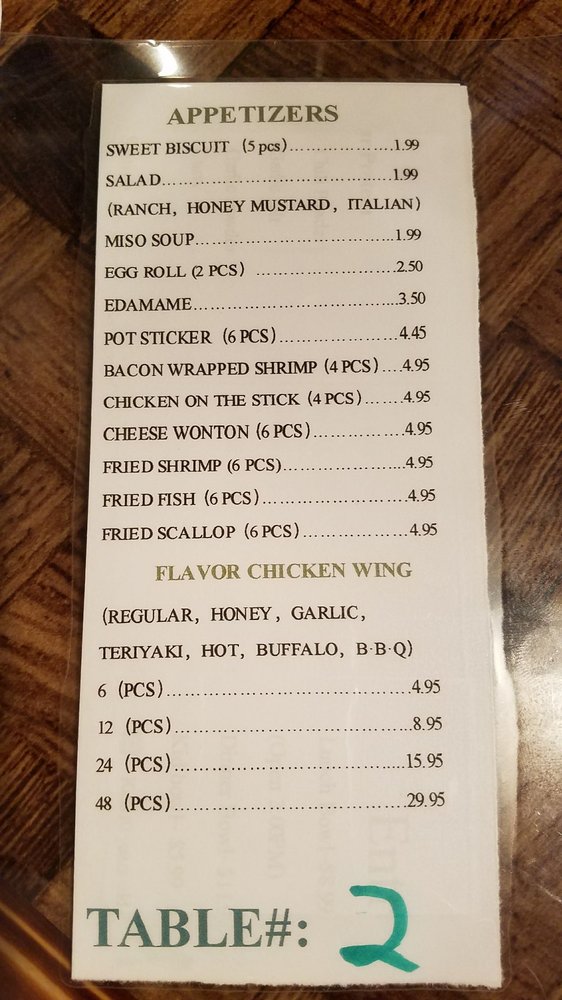 APPETIZERS
SWEET BISCUIT (5 pcs)........................1.99
SALAD..........................................1.99
(RANCH, HONEY MUSTARD, ITALIAN)
MISO SOUP....................................1.99
EGG ROLL (2 PCS) .........................2.50
EDAMAME.....................................3.50
POT STICKER (6 PCS)......................4.45
BACON WRAPPED SHRIMP (4 PCS)....4.95
CHICKEN ON THE STICK (4 PCS).......4.95
CHEESE WONTON (6 PCS)................4.95
FRIED SHRIMP (6 PCS)......................4.95
FRIED FISH (6 PCS)..........................4.95
FRIED SCALLOP (6 PCS)...................4.95
FLAVOR CHICKEN WING
(REGULAR, HONEY, GARLIC,
TERIYAKI, HOT, BUFFALO, B·B·Q)
6 (PCS)...........................................4.95
12 (PCS)..........................................8.95
24 (PCS)........................................15.95
48 (PCS)........................................29.95
TABLE#: 2